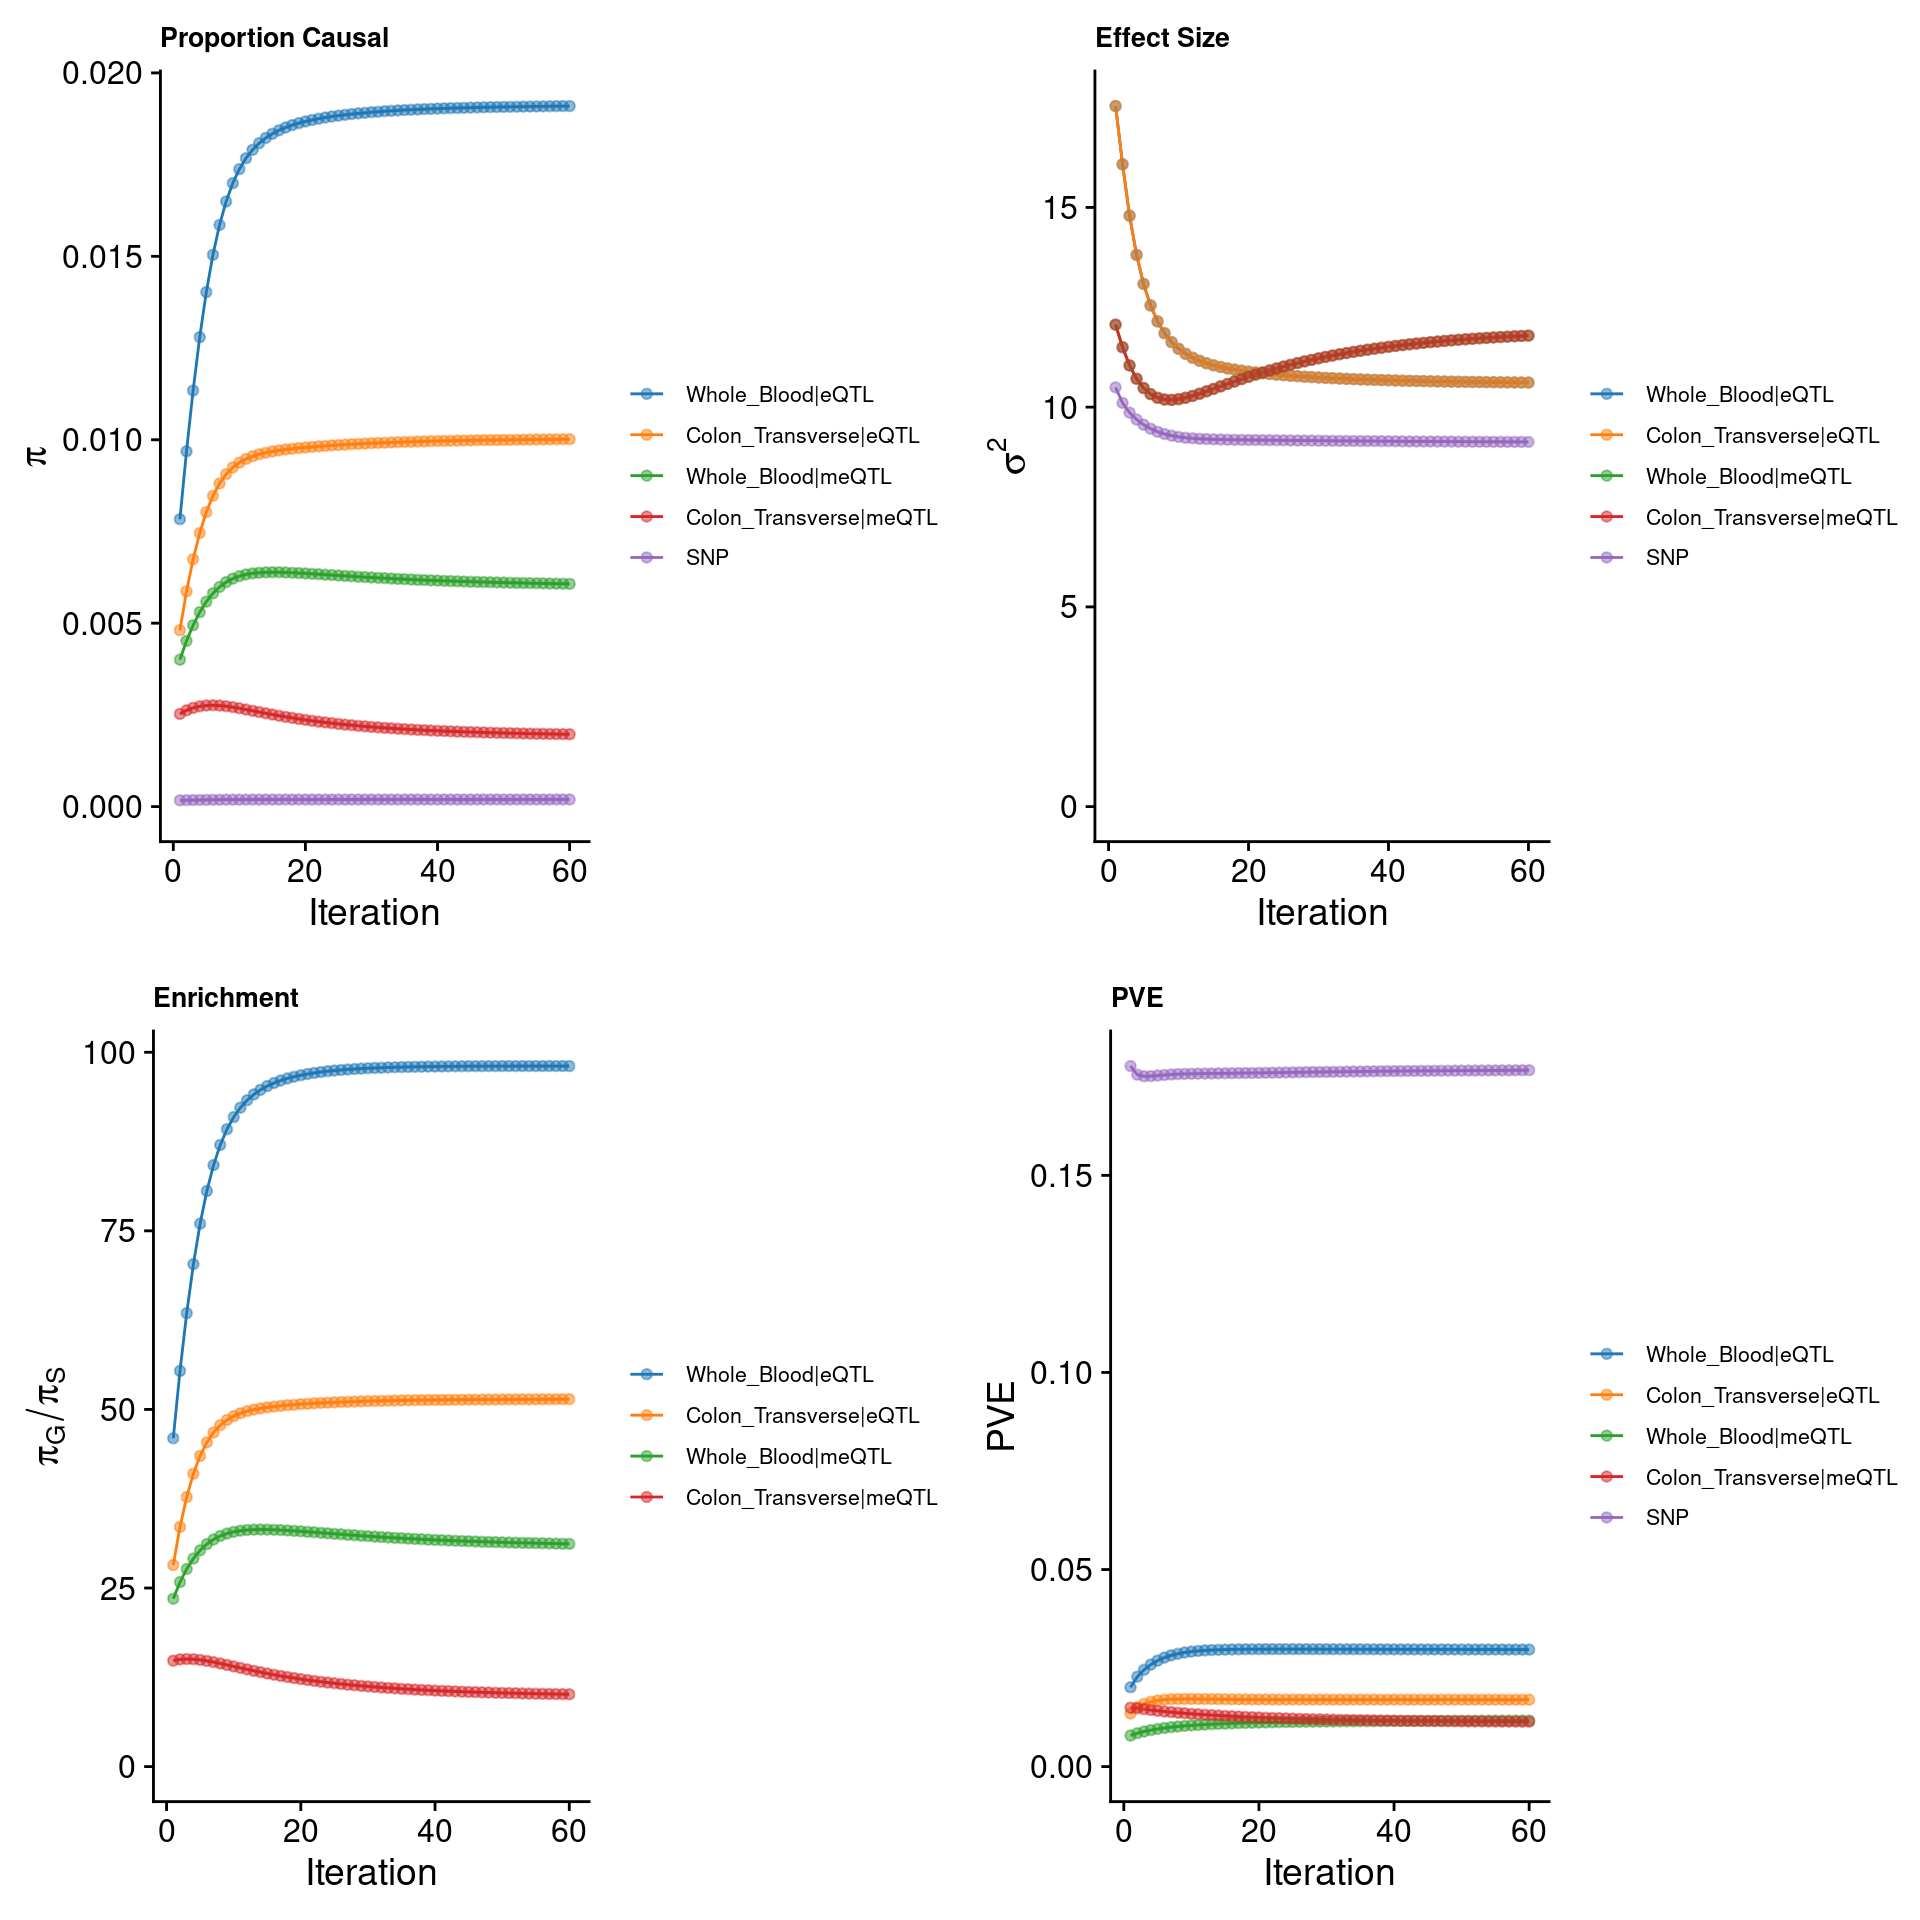 Proportion Causal
0.020
0.015
0.010
0.005
0.000
π
0 20 40 60
Iteration
Whole_Blood|eQTL
Colon_Transverse|eQTL
Whole_Blood|meQTL
Colon_Transverse|meQTL
SNP
Effect Size
15
10
5
0
σ²
0 20 40 60
Iteration
Whole_Blood|eQTL
Colon_Transverse|eQTL
Whole_Blood|meQTL
Colon_Transverse|meQTL
SNP
Enrichment
100
75
50
25
0
π_G/π_S
0 20 40 60
Iteration
Whole_Blood|eQTL
Colon_Transverse|eQTL
Whole_Blood|meQTL
Colon_Transverse|meQTL
PVE
0.15
0.10
0.05
0.00
PVE
0 20 40 60
Iteration
Whole_Blood|eQTL
Colon_Transverse|eQTL
Whole_Blood|meQTL
Colon_Transverse|meQTL
SNP